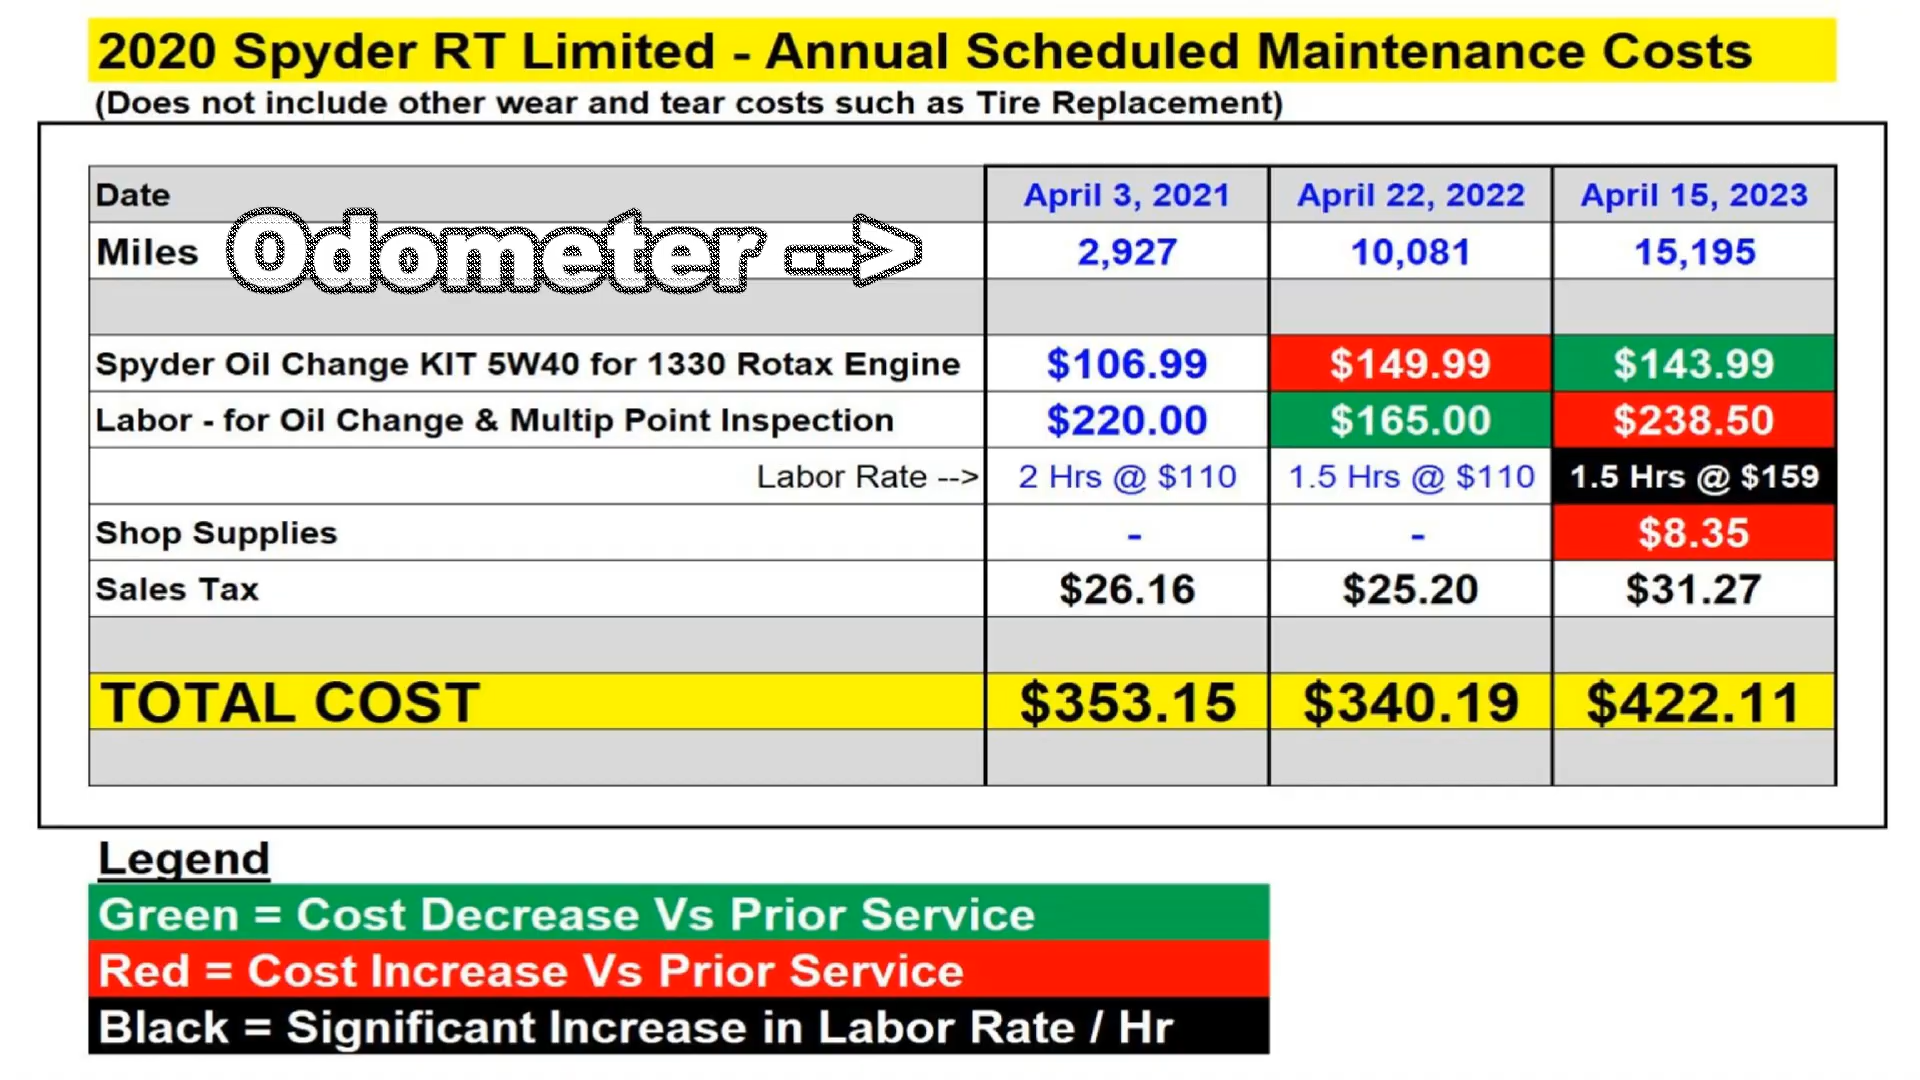 2020 Spyder RT Limited - Annual Scheduled Maintenance Costs
(Does not include other wear and tear costs such as Tire Replacement)
Date April 3, 2021 April 22, 2022 April 15, 2023
Miles Odometer --> 2,927 10,081 15,195
Spyder Oil Change KIT 5W40 for 1330 Rotax Engine $106.99 $149.99 $143.99
Labor - for Oil Change & Multip Point Inspection $220.00 $165.00 $238.50
Labor Rate --> 2 Hrs @ $110 1.5 Hrs @ $110 1.5 Hrs @ $159
Shop Supplies - - $8.35
Sales Tax $26.16 $25.20 $31.27
TOTAL COST $353.15 $340.19 $422.11
Legend
Green = Cost Decrease Vs Prior Service
Red = Cost Increase Vs Prior Service
Black = Significant Increase in Labor Rate / Hr